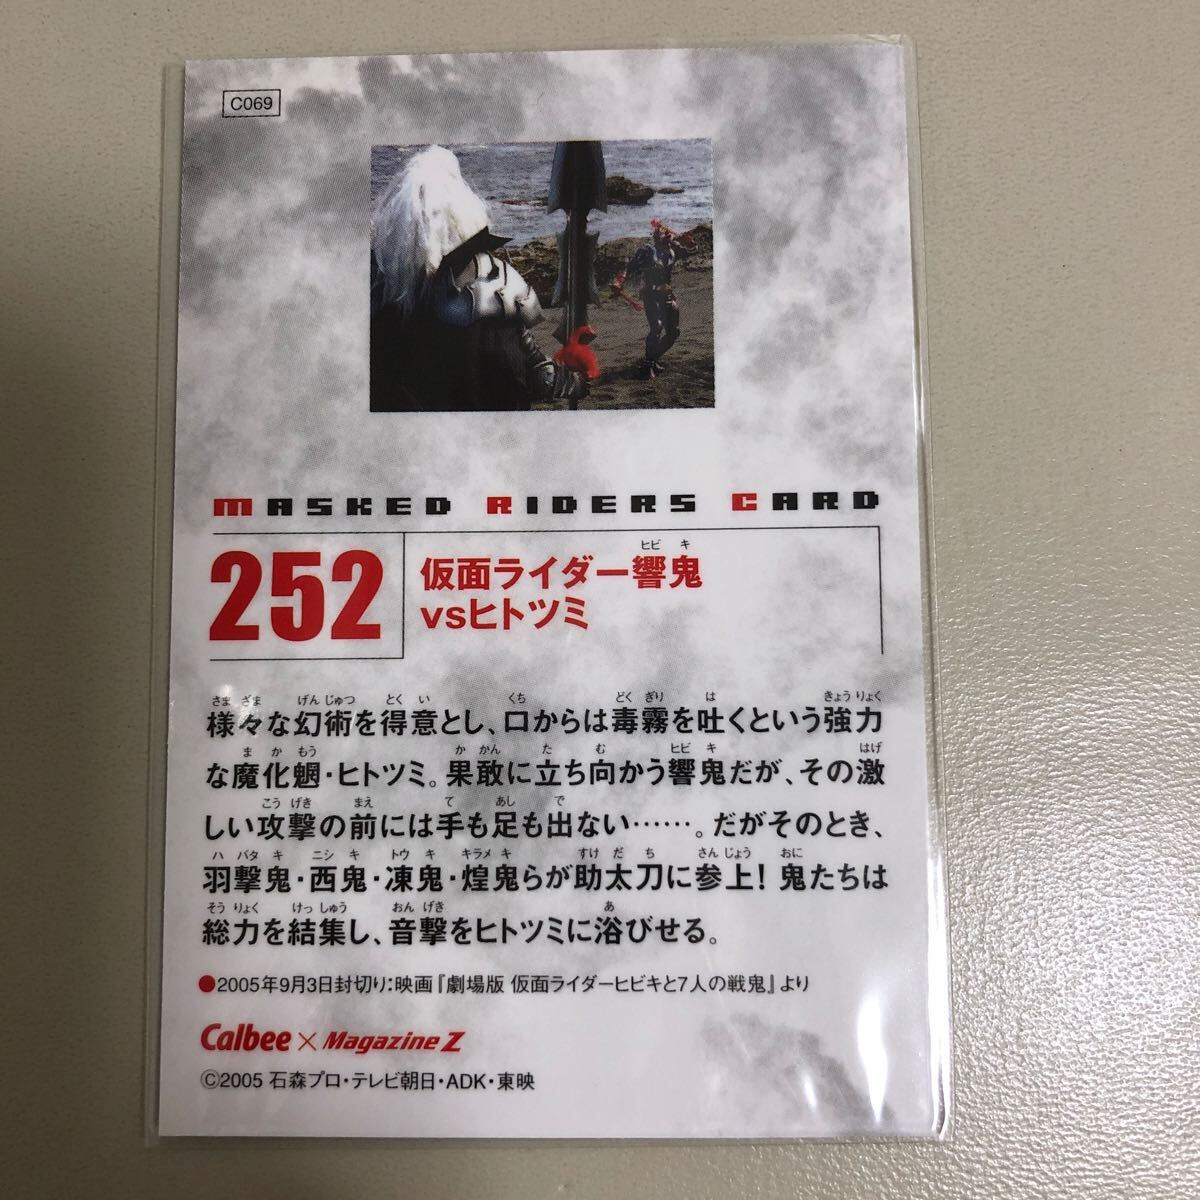 C069
MASKED RIDERS CARD
252
ヒビ キ
仮面ライダー響鬼
vsヒトツミ
さま ざま げん じゅつ とく い くち どく ぎり は きょう りょく
様々な幻術を得意とし、口からは毒霧を吐くという強力
ま か もう か かん た む ヒビ キ はげ
な魔化魍・ヒトツミ。果敢に立ち向かう響鬼だが、その激
こう げき まえ て あし で
しい攻撃の前には手も足も出ない……。だがそのとき、
ハ バタ キ ニシ キ トウ キ キラメ キ すけ だ ち さん じょう おに
羽撃鬼・西鬼・凍鬼・煌鬼らが助太刀に参上！鬼たちは
そう りょく けっ しゅう おん げき あ
総力を結集し、音撃をヒトツミに浴びせる。
●2005年9月3日封切り：映画『劇場版 仮面ライダーヒビキと7人の戦鬼』より
Calbee × Magazine Z
©2005 石森プロ・テレビ朝日・ADK・東映